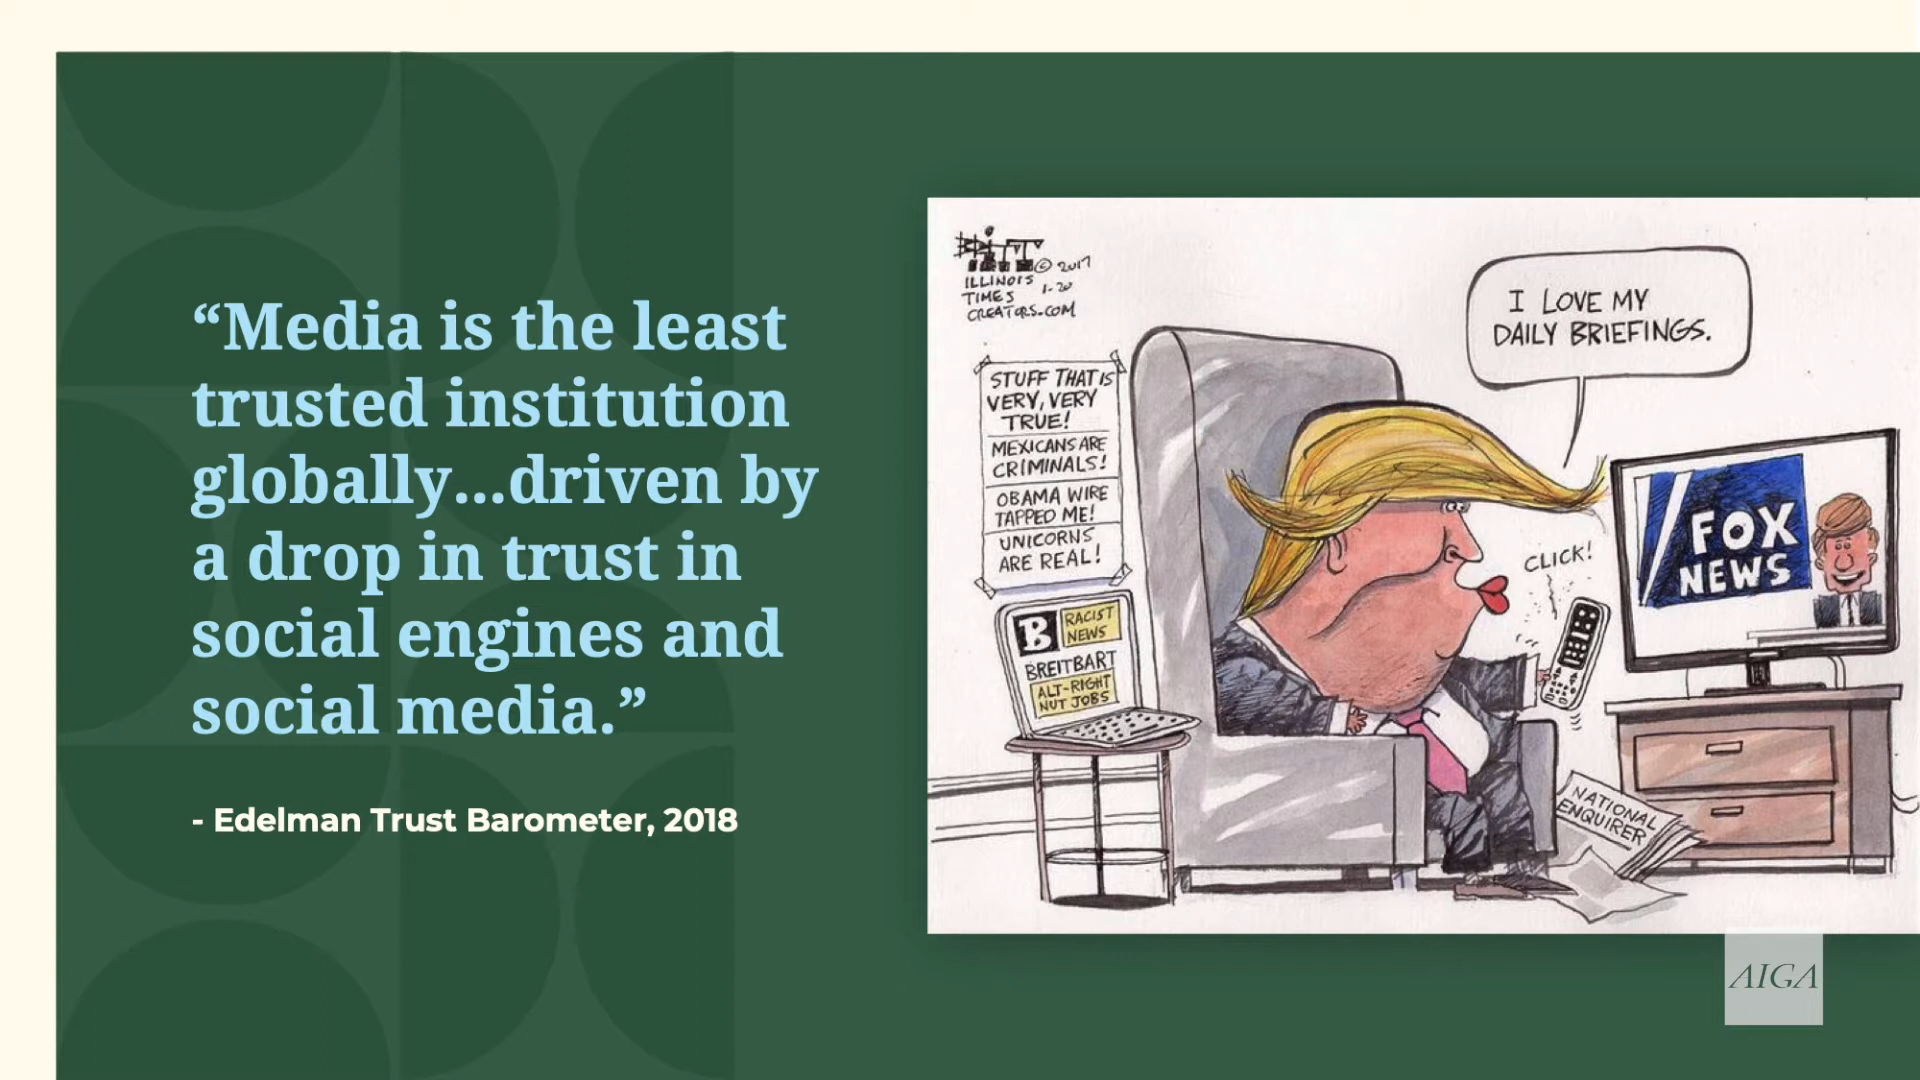 “Media is the least
trusted institution
globally...driven by
a drop in trust in
social engines and
social media.”
- Edelman Trust Barometer, 2018
© 2017
ILLINOIS
TIMES 1-20
CREATORS.COM
I LOVE MY
DAILY BRIEFINGS.
STUFF THAT IS
VERY, VERY
TRUE!
MEXICANS ARE
CRIMINALS!
OBAMA WIRE
TAPPED ME!
UNICORNS
ARE REAL!
CLICK!
FOX
NEWS
B RACIST
NEWS
BREITBART
ALT-RIGHT
NUT JOBS
NATIONAL
ENQUIRER
AIGA